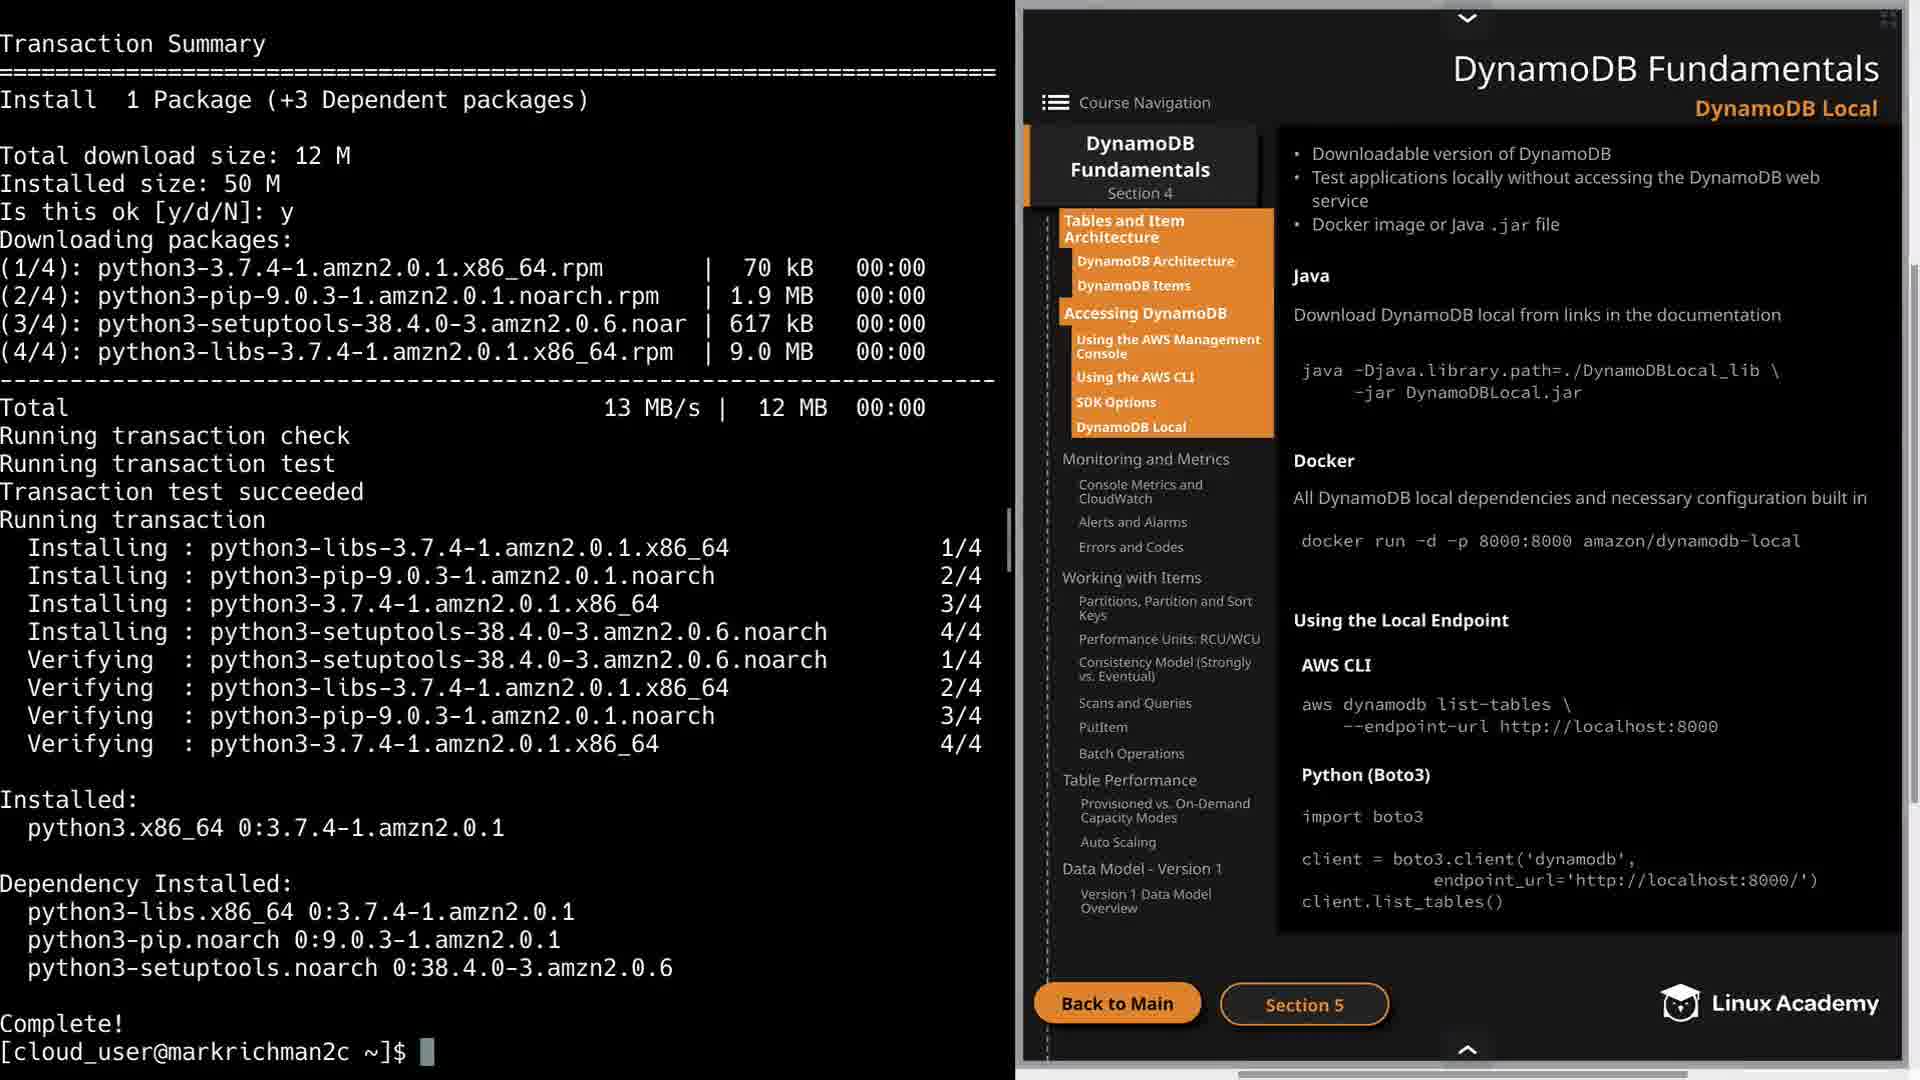 Transaction Summary
================================================================================
Install  1 Package (+3 Dependent packages)
Total download size: 12 M
Installed size: 50 M
Is this ok [y/d/N]: y
Downloading packages:
(1/4): python3-3.7.4-1.amzn2.0.1.x86_64.rpm | 70 kB 00:00
(2/4): python3-pip-9.0.3-1.amzn2.0.1.noarch.rpm | 1.9 MB 00:00
(3/4): python3-setuptools-38.4.0-3.amzn2.0.6.noar | 617 kB 00:00
(4/4): python3-libs-3.7.4-1.amzn2.0.1.x86_64.rpm | 9.0 MB 00:00
--------------------------------------------------------------------------------
Total 13 MB/s | 12 MB 00:00
Running transaction check
Running transaction test
Transaction test succeeded
Running transaction
Installing : python3-libs-3.7.4-1.amzn2.0.1.x86_64 1/4
Installing : python3-pip-9.0.3-1.amzn2.0.1.noarch 2/4
Installing : python3-3.7.4-1.amzn2.0.1.x86_64 3/4
Installing : python3-setuptools-38.4.0-3.amzn2.0.6.noarch 4/4
Verifying : python3-setuptools-38.4.0-3.amzn2.0.6.noarch 1/4
Verifying : python3-libs-3.7.4-1.amzn2.0.1.x86_64 2/4
Verifying : python3-pip-9.0.3-1.amzn2.0.1.noarch 3/4
Verifying : python3-3.7.4-1.amzn2.0.1.x86_64 4/4
Installed:
python3.x86_64 0:3.7.4-1.amzn2.0.1
Dependency Installed:
python3-libs.x86_64 0:3.7.4-1.amzn2.0.1
python3-pip.noarch 0:9.0.3-1.amzn2.0.1
python3-setuptools.noarch 0:38.4.0-3.amzn2.0.6
Complete!
[cloud_user@markrichman2c ~]$
DynamoDB Fundamentals
DynamoDB Local
Course Navigation
DynamoDB
Fundamentals
Section 4
Tables and Item
Architecture
DynamoDB Architecture
DynamoDB Items
Accessing DynamoDB
Using the AWS Management
Console
Using the AWS CLI
SDK Options
DynamoDB Local
Monitoring and Metrics
Console Metrics and
CloudWatch
Alerts and Alarms
Errors and Codes
Working with Items
Partitions, Partition and Sort
Keys
Performance Units: RCU/WCU
Consistency Model (Strongly
vs. Eventual)
Scans and Queries
PutItem
Batch Operations
Table Performance
Provisioned vs. On-Demand
Capacity Modes
Auto Scaling
Data Model - Version 1
Version 1 Data Model
Overview
• Downloadable version of DynamoDB
• Test applications locally without accessing the DynamoDB web
service
• Docker image or Java .jar file
Java
Download DynamoDB local from links in the documentation
java -Djava.library.path=./DynamoDBLocal_lib \
-jar DynamoDBLocal.jar
Docker
All DynamoDB local dependencies and necessary configuration built in
docker run -d -p 8000:8000 amazon/dynamodb-local
Using the Local Endpoint
AWS CLI
aws dynamodb list-tables \
--endpoint-url http://localhost:8000
Python (Boto3)
import boto3
client = boto3.client('dynamodb',
endpoint_url='http://localhost:8000/')
client.list_tables()
Back to Main
Section 5
Linux Academy